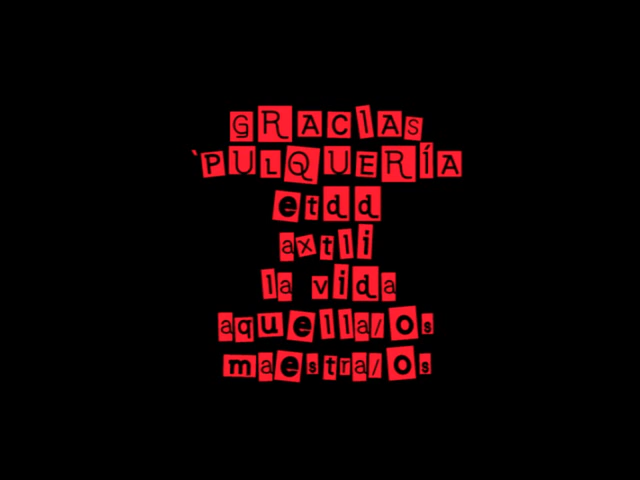 GRACIAS
`PULQUERÍA
etdd
axtli
la vida
aquella/os
maestra/os